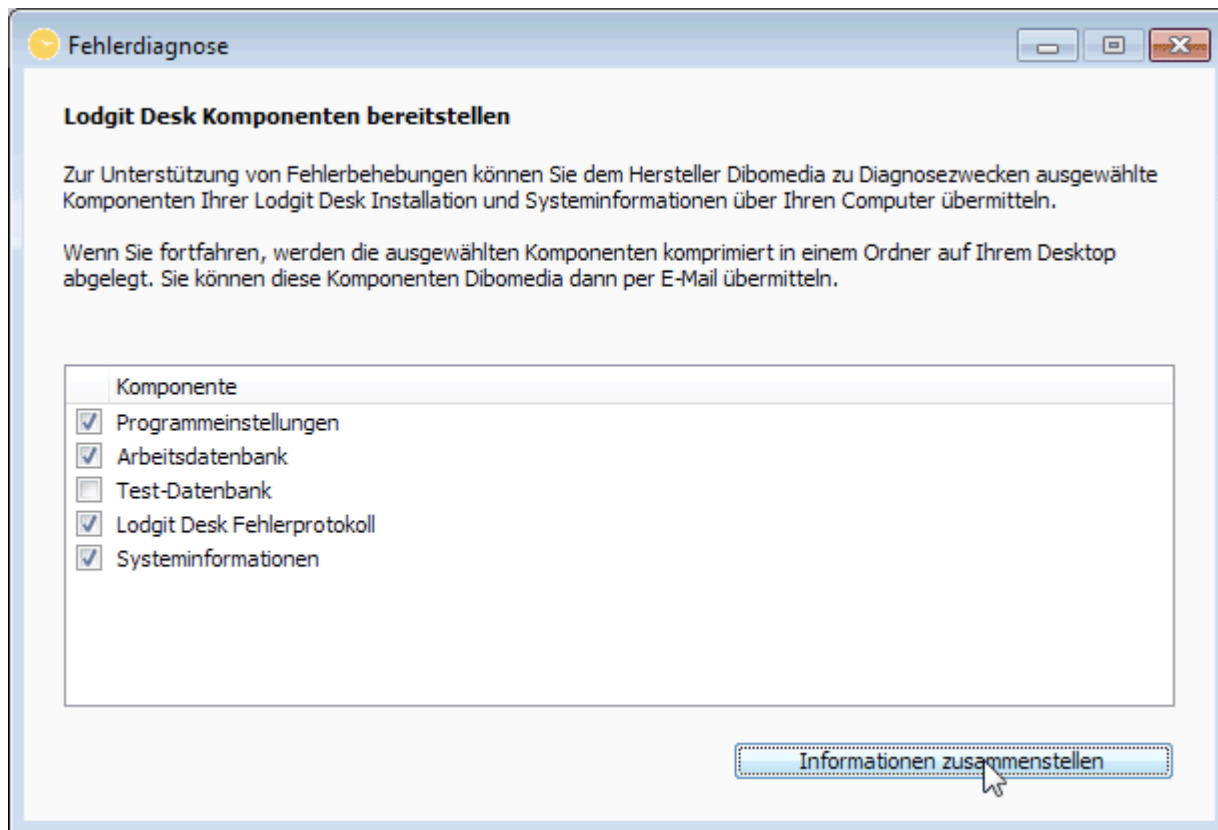 Fehlerdiagnose
Lodgit Desk Komponenten bereitstellen
Zur Unterstützung von Fehlerbehebungen können Sie dem Hersteller Dibomedia zu Diagnosezwecken ausgewählte
Komponenten Ihrer Lodgit Desk Installation und Systeminformationen über Ihren Computer übermitteln.
Wenn Sie fortfahren, werden die ausgewählten Komponenten komprimiert in einem Ordner auf Ihrem Desktop
abgelegt. Sie können diese Komponenten Dibomedia dann per E-Mail übermitteln.
Komponente
Programmeinstellungen
Arbeitsdatenbank
Test-Datenbank
Lodgit Desk Fehlerprotokoll
Systeminformationen
Informationen zusammenstellen